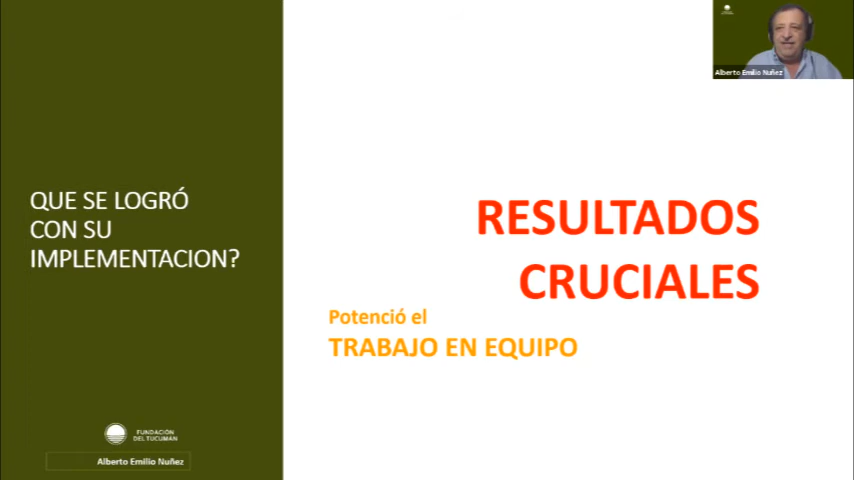 Alberto Emilio Nuñez
QUE SE LOGRÓ
CON SU
IMPLEMENTACION?
RESULTADOS
CRUCIALES
Potenció el
TRABAJO EN EQUIPO
FUNDACIÓN
DEL TUCUMÁN
Alberto Emilio Nuñez